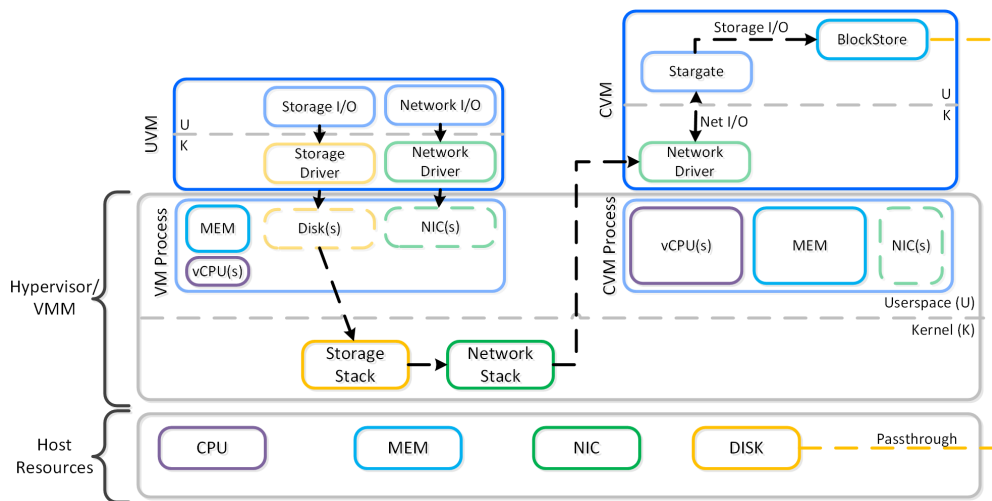 Storage I/O
BlockStore
Stargate
CVM
U
K
Net I/O
Network
Driver
UVM
U
K
Storage I/O
Network I/O
Storage
Driver
Network
Driver
Hypervisor/
VMM
VM Process
MEM
vCPU(s)
Disk(s)
NIC(s)
CVM Process
vCPU(s)
MEM
NIC(s)
Userspace (U)
Kernel (K)
Storage
Stack
Network
Stack
Host
Resources
CPU
MEM
NIC
DISK
Passthrough